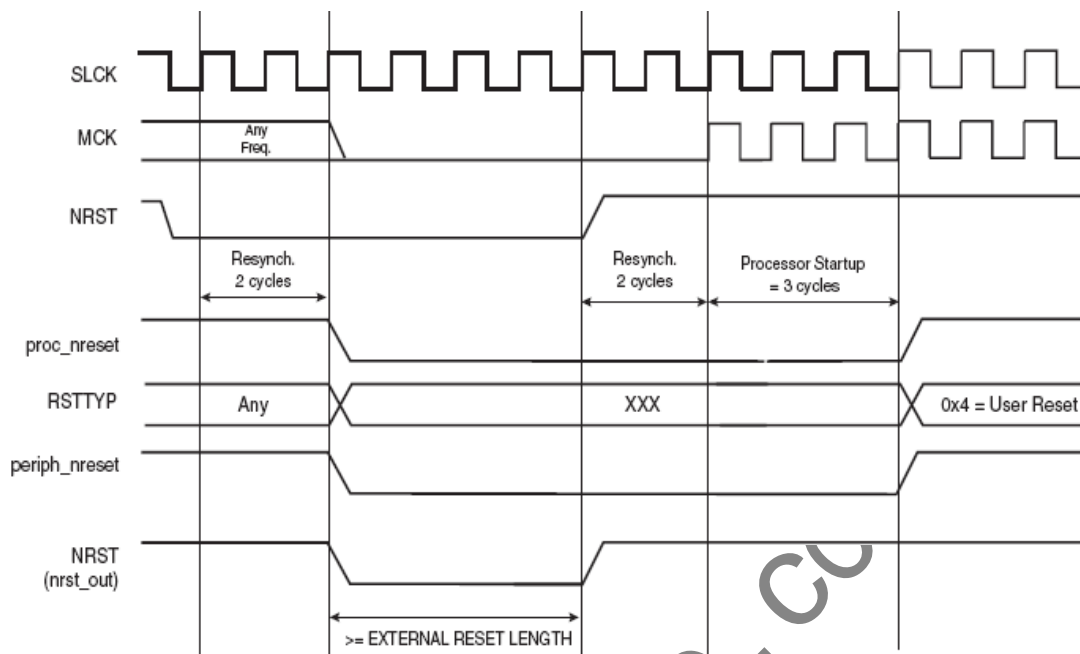 SLCK
MCK
Any
Freq.
NRST
Resynch.
2 cycles
Resynch.
2 cycles
Processor Startup
= 3 cycles
proc_nreset
RSTTYP
Any
XXX
0x4 = User Reset
periph_nreset
NRST
(nrst_out)
>= EXTERNAL RESET LENGTH